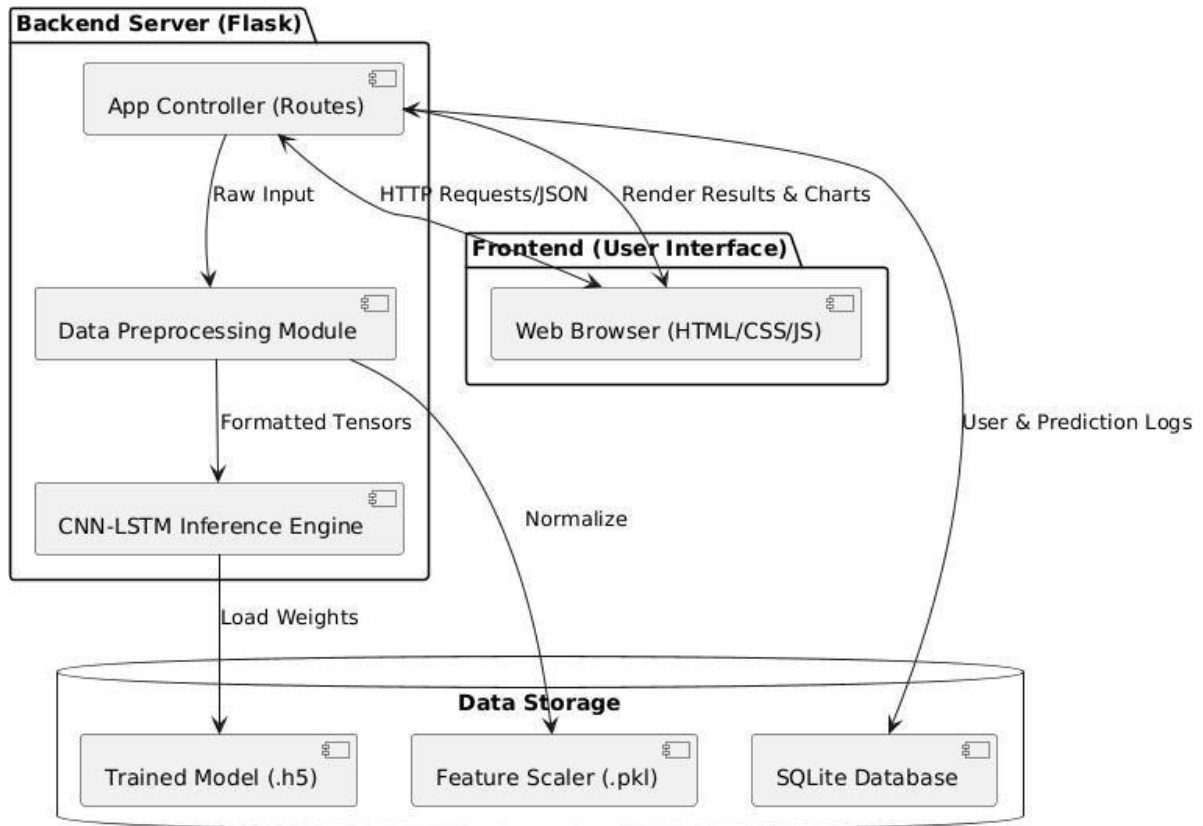 Backend Server (Flask)
App Controller (Routes)
Raw Input
HTTP Requests/JSON
Render Results & Charts
Frontend (User Interface)
Data Preprocessing Module
Web Browser (HTML/CSS/JS)
Formatted Tensors
User & Prediction Logs
CNN-LSTM Inference Engine
Normalize
Load Weights
Data Storage
Trained Model (.h5)
Feature Scaler (.pkl)
SQLite Database